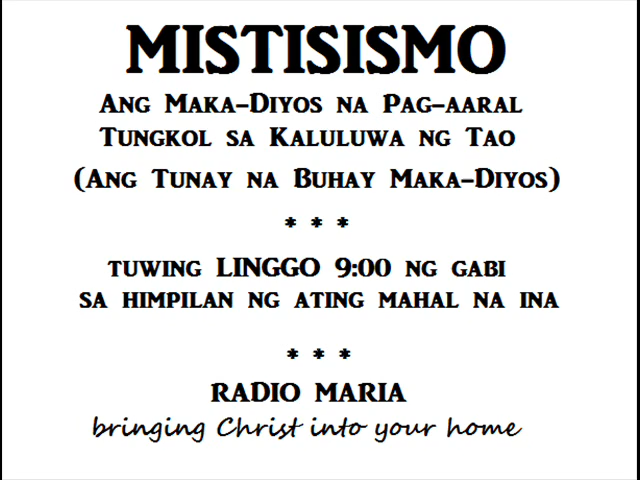 MISTISISMO
Ang Maka-Diyos na Pag-aaral
Tungkol sa Kaluluwa ng Tao
(Ang Tunay na Buhay Maka-Diyos)
* * *
tuwing LINGGO 9:00 ng gabi
sa himpilan ng ating mahal na ina
* * *
RADIO MARIA
bringing Christ into your home